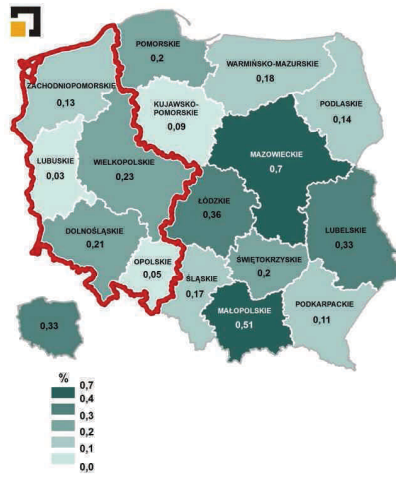 POMORSKIE
0,2
WARMIŃSKO-MAZURSKIE
0,18
ZACHODNIOPOMORSKIE
0,13
KUJAWSKO-
POMORSKIE
0,09
PODLASKIE
0,14
LUBUSKIE
0,03
WIELKOPOLSKIE
0,23
MAZOWIECKIE
0,7
ŁÓDZKIE
0,36
LUBELSKIE
0,33
DOLNOŚLĄSKIE
0,21
OPOLSKIE
0,05
ŚLĄSKIE
0,17
ŚWIĘTOKRZYSKIE
0,2
MAŁOPOLSKIE
0,51
PODKARPACKIE
0,11
0,33
%
0,7
0,4
0,3
0,2
0,1
0,0